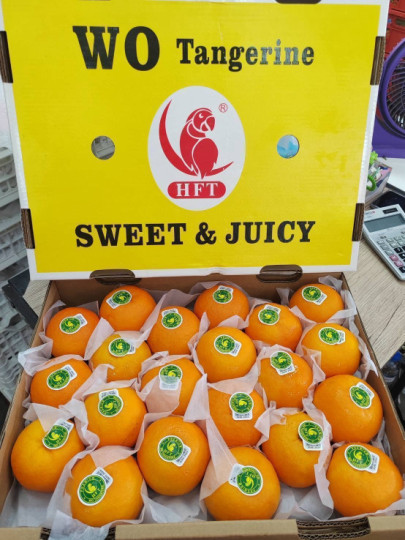 WO Tangerine
®
HFT
SWEET & JUICY